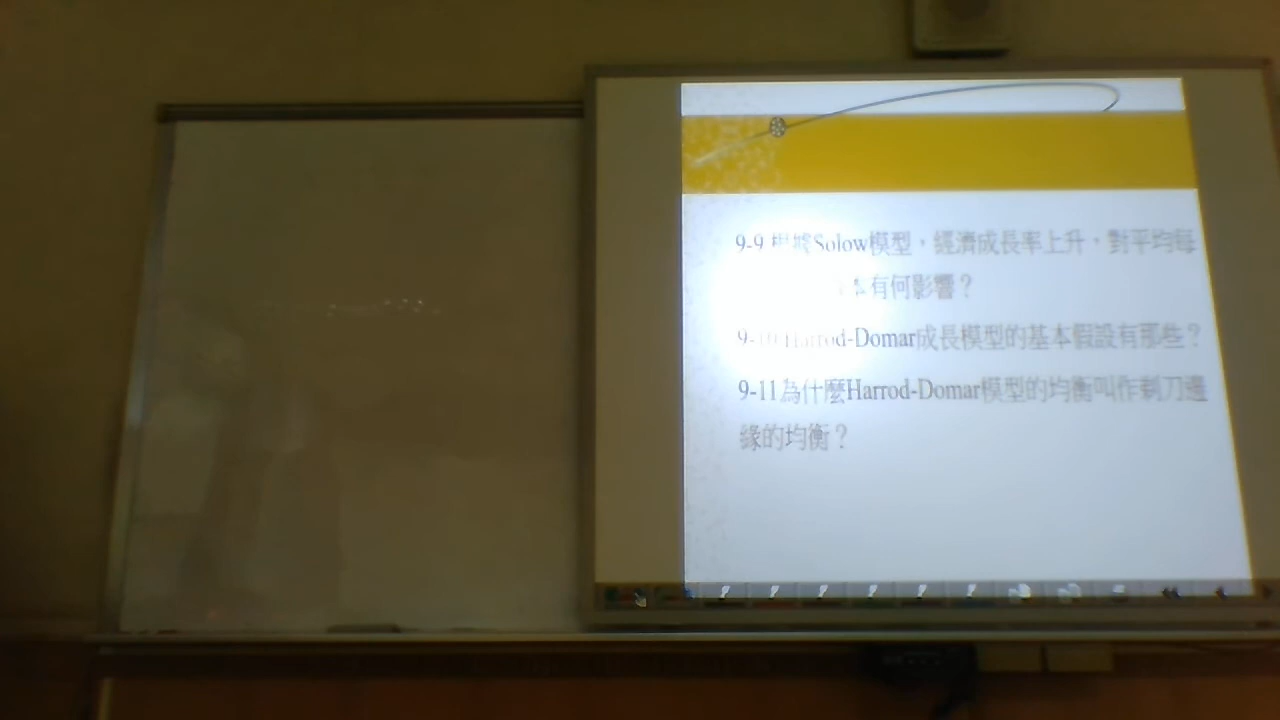 9-9 根據Solow模型，經濟成長率上升，對平均每
本有何影響？
9-10 Harrod-Domar成長模型的基本假設有那些？
9-11為什麼Harrod-Domar模型的均衡叫作剃刀邊
緣的均衡？